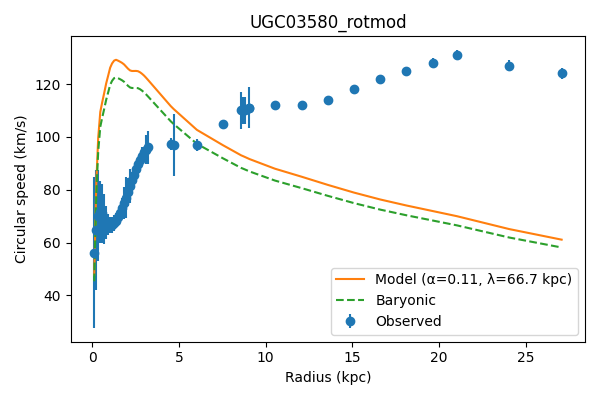 UGC03580_rotmod
Circular speed (km/s)
120
100
80
60
40
Model (α=0.11, λ=66.7 kpc)
Baryonic
Observed
0
5
10
15
20
25
Radius (kpc)